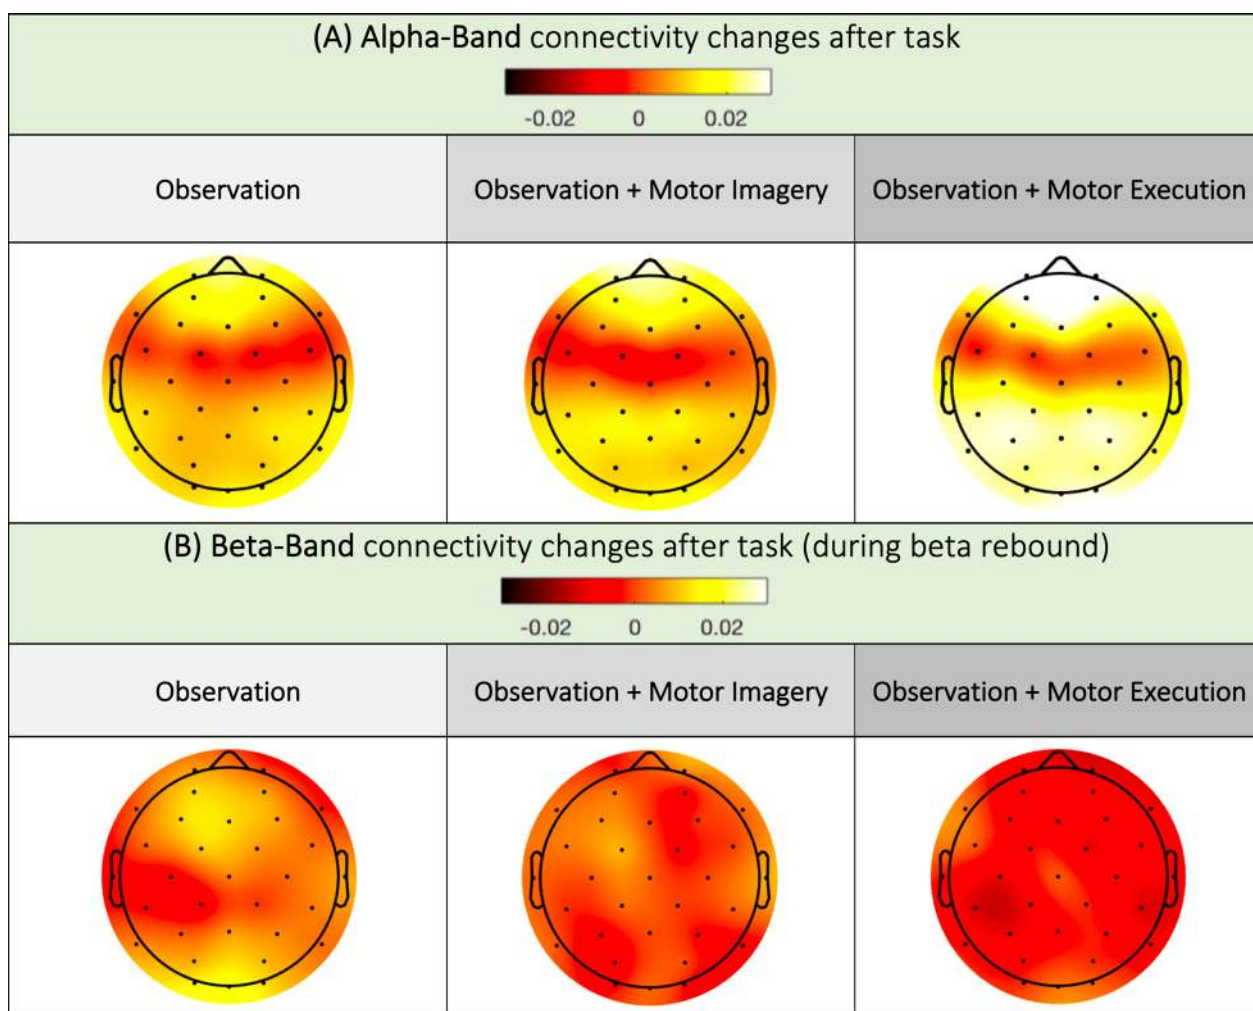 (A) Alpha-Band connectivity changes after task
-0.02 0 0.02
Observation
Observation + Motor Imagery
Observation + Motor Execution
(B) Beta-Band connectivity changes after task (during beta rebound)
-0.02 0 0.02
Observation
Observation + Motor Imagery
Observation + Motor Execution